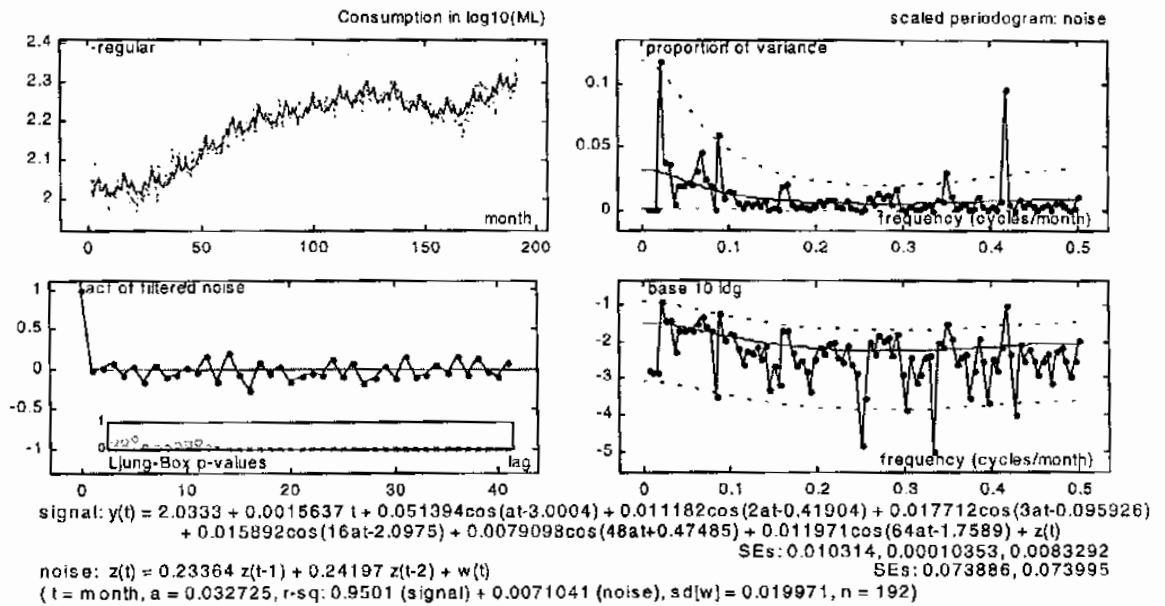 Consumption in log10(ML)
-regular
2.4
2.3
2.2
2.1
2
month
0 50 100 150 200
scaled periodogram: noise
proportion of variance
0.1
0.05
0
frequency (cycles/month)
0 0.1 0.2 0.3 0.4 0.5
acf of filtered noise
1
0.5
0
-0.5
-1
1
0
Ljung-Box p-values
lag
0 10 20 30 40
base 10 log
-1
-2
-3
-4
-5
frequency (cycles/month)
0 0.1 0.2 0.3 0.4 0.5
signal: y(t) = 2.0333 + 0.0015637 t + 0.051394cos(at-3.0004) + 0.011182cos(2at-0.41904) + 0.017712cos(3at-0.095926)
+ 0.015892cos(16at-2.0975) + 0.0079098cos(48at+0.47485) + 0.011971cos(64at-1.7589) + z(t)
SEs: 0.010314, 0.00010353, 0.0083292
noise: z(t) = 0.23364 z(t-1) + 0.24197 z(t-2) + w(t)
SEs: 0.073886, 0.073995
( t = month, a = 0.032725, r-sq: 0.9501 (signal) + 0.0071041 (noise), sd[w] = 0.019971, n = 192)